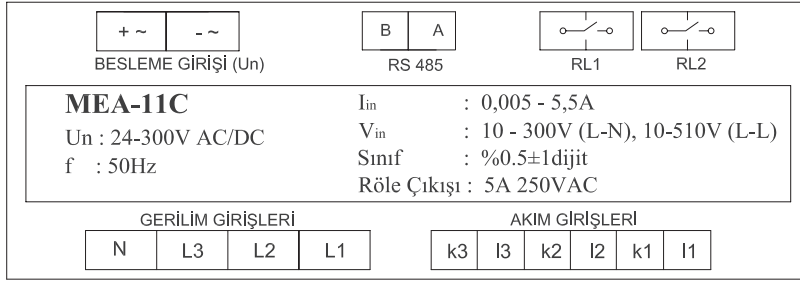 + ~ - ~ B A
BESLEME GİRİŞİ (Un) RS 485 RL1 RL2
MEA-11C
Un : 24-300V AC/DC
f : 50Hz
Iin : 0,005 - 5,5A
Vin : 10 - 300V (L-N), 10-510V (L-L)
Sınıf : %0.5±1dijit
Röle Çıkışı : 5A 250VAC
GERİLİM GİRİŞLERİ AKIM GİRİŞLERİ
N L3 L2 L1 k3 l3 k2 l2 k1 l1